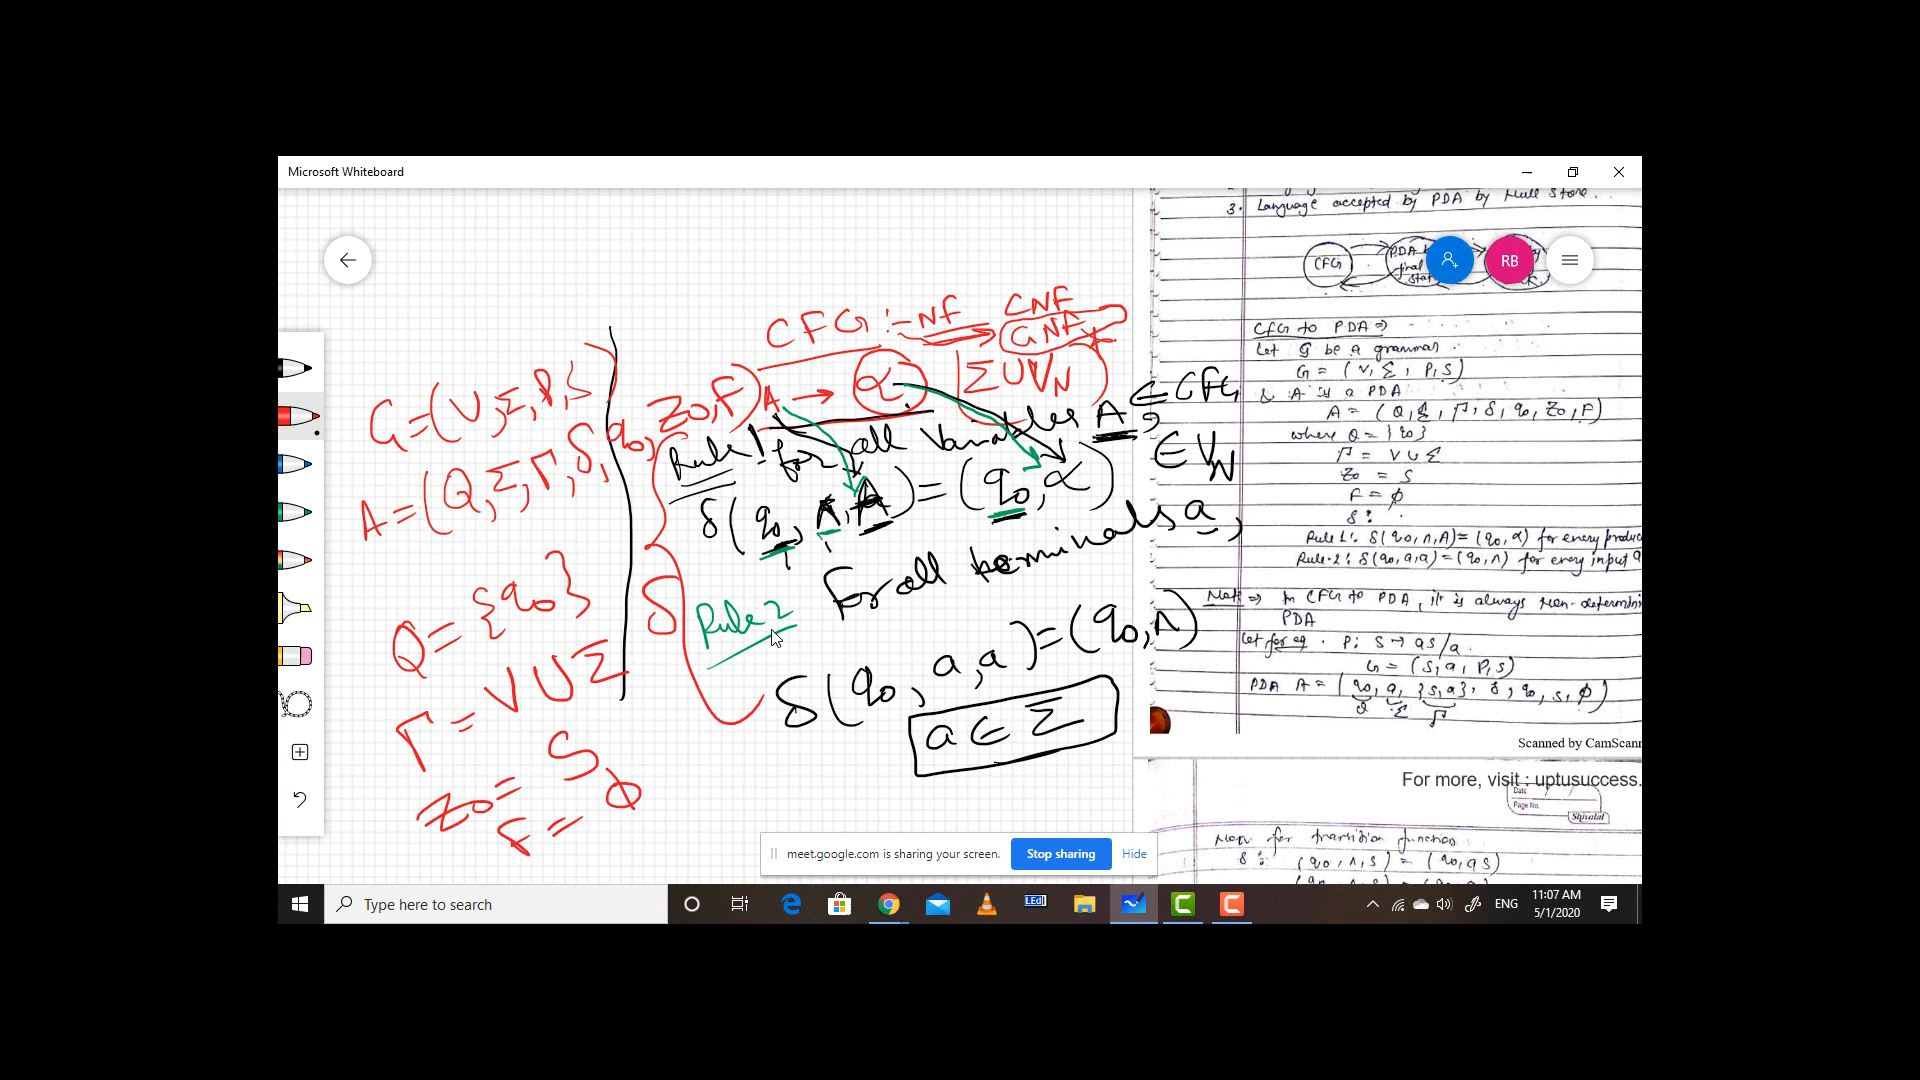 Microsoft Whiteboard
CFG :- NF CNF
GNF
G=(V,Σ,P,S
A=(Q,Σ,Γ,δ,q0, Z0,F)
A → α (Σ U VN)
Rule 1 for all Variables A ∈ CFG
∈ VN
δ(q0, Λ, A) = (q0, α)
For all terminals a,
δ
Rule 2
δ(q0, a, a) = (q0, Λ)
a ∈ Σ
Q = {q0}
Γ = V U Σ
Z0 = S
F = ϕ
3. Language accepted by PDA by Null Store.
CFG
PDA
RB
CFG to PDA ⇒
Let G be a grammar
G = (V, Σ, P, S)
A is a PDA
A = (Q, Σ, Γ, δ, q0, Z0, F)
where Q = {q0}
Γ = V ∪ Σ
Z0 = S
F = ϕ
δ :
Rule 1: δ(q0, Λ, A) = (q0, α) for every produc
Rule-2: δ(q0, a, a) = (q0, Λ) for every input a
Note ⇒ In CFG to PDA, it is always Non-determini
PDA
Let for eg. P: S → aS/a.
G = (S, a, P, S)
PDA A = (q0, a, {S, a}, δ, q0, S, ϕ)
Q Σ Γ
Scanned by CamScann
For more, visit : uptusuccess.
Date
Page No.
Shivalal
Now for transition function
δ : (q0, Λ, S) = (q0, aS)
meet.google.com is sharing your screen.
Stop sharing
Hide
Type here to search
LEd
ENG
11:07 AM
5/1/2020